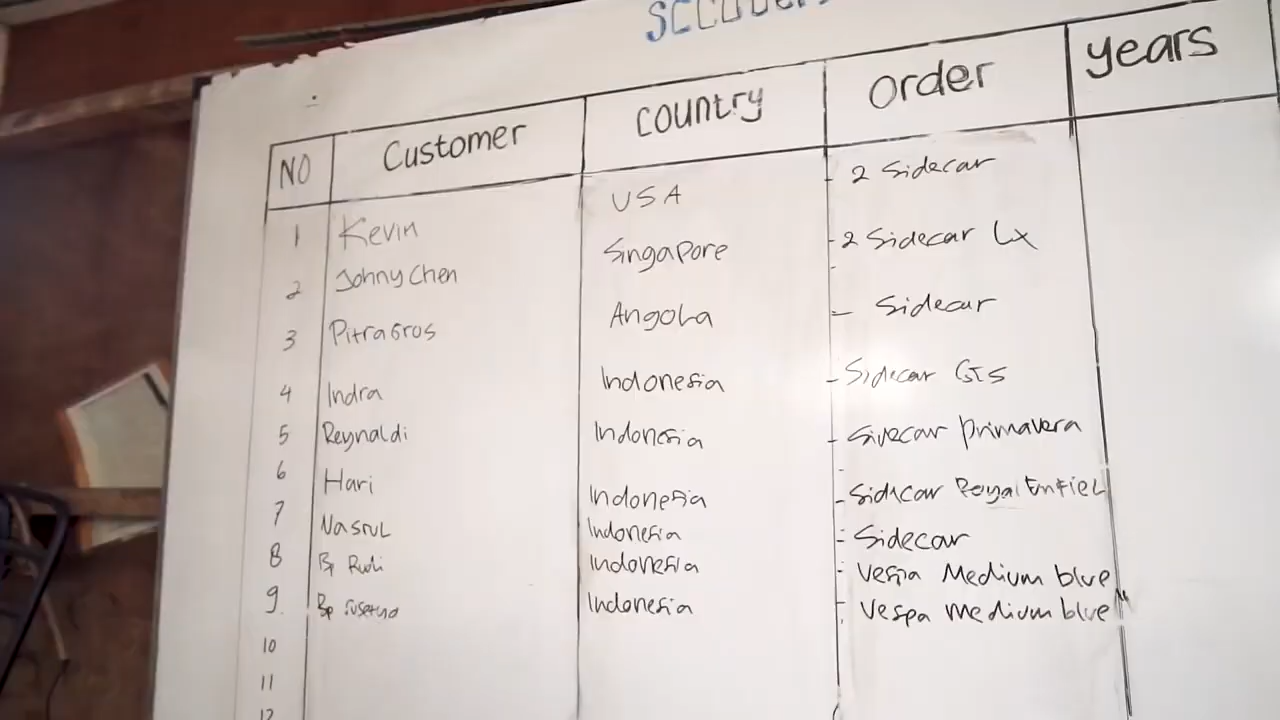 NO Customer Country Order years
1 Kevin USA - 2 Sidecar
2 Johny Chen Singapore - 2 Sidecar Lx
3 Pitragros Angola - Sidecar
4 Indra Indonesia - Sidecar GTS
5 Reynaldi Indonesia - Sidecar Primavera
6 Hari Indonesia - Sidecar Royal Enfiel
7 Nasrul Indonesia - Sidecar
8 Bp Rudi Indonesia - Vespa Medium blue
9 Bp Indonesia - Vespa medium blue
10
11
12